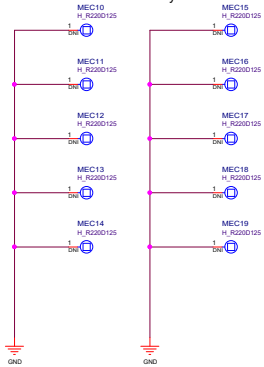 MEC10
H_R220D125
1
DNI
MEC11
H_R220D125
1
DNI
MEC12
H_R220D125
1
DNI
MEC13
H_R220D125
1
DNI
MEC14
H_R220D125
1
DNI
GND
MEC15
H_R220D125
1
DNI
MEC16
H_R220D125
1
DNI
MEC17
H_R220D125
1
DNI
MEC18
H_R220D125
1
DNI
MEC19
H_R220D125
1
DNI
GND